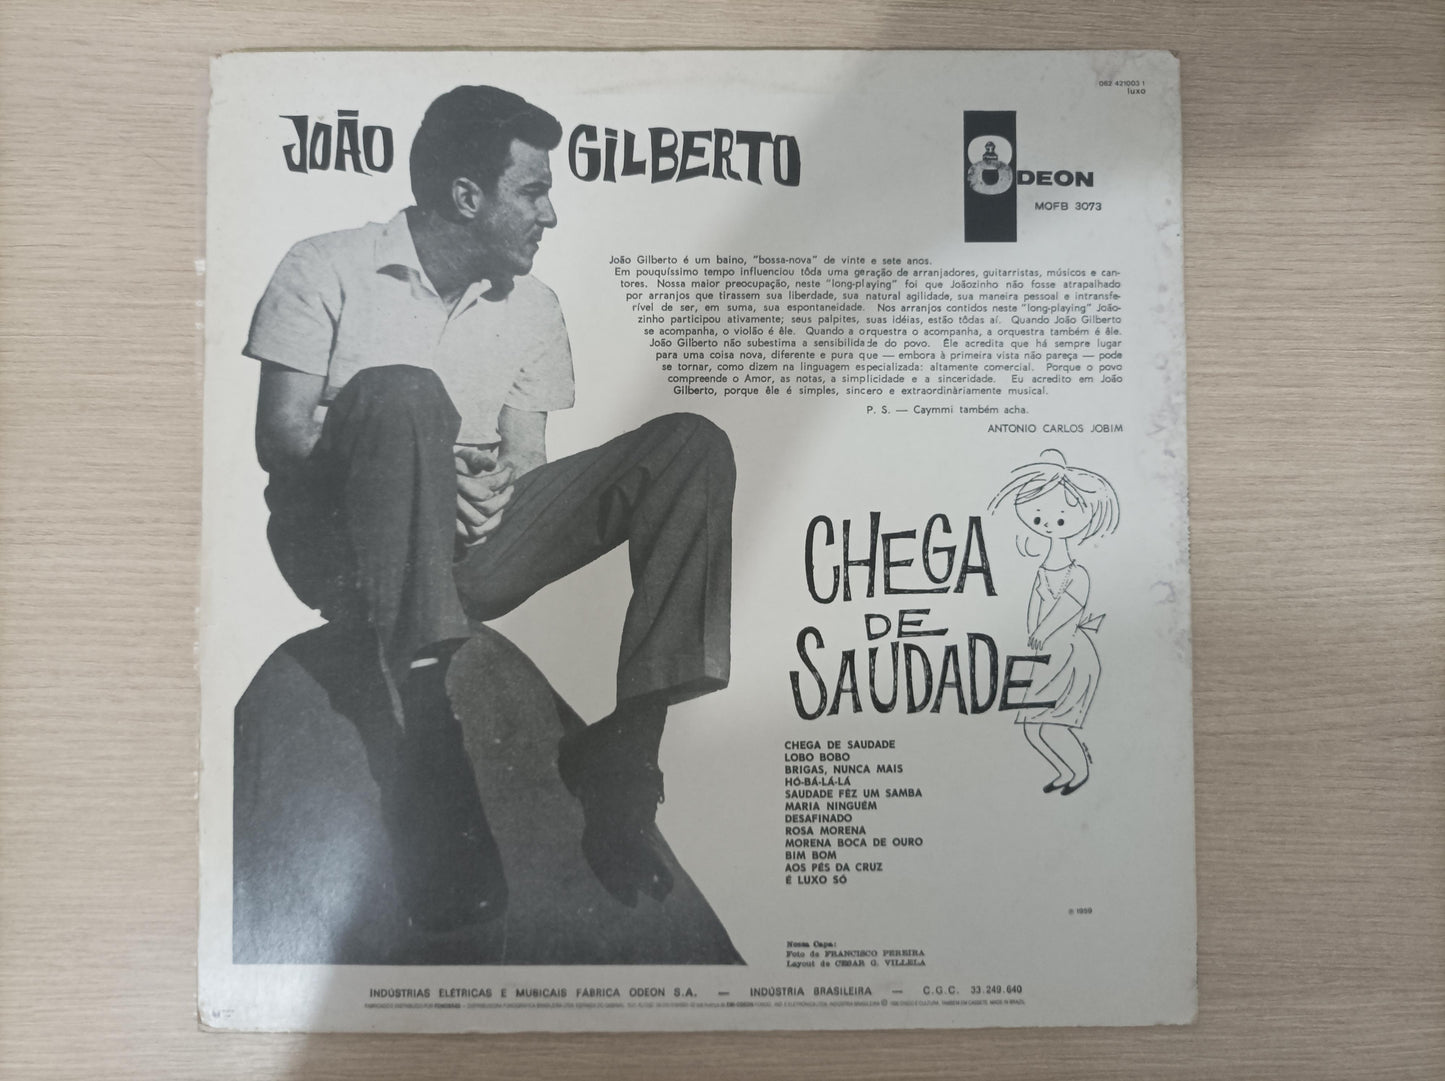 JOÃO GILBERTO
062 421003 1
luxo
ODEON
MOFB 3073
João Gilberto é um baino, "bossa-nova" de vinte e sete anos.
Em pouquíssimo tempo influenciou tôda uma geração de arranjadores, guitarristas, músicos e can-
tores. Nossa maior preocupação, neste "long-playing" foi que Joãozinho não fosse atrapalhado
por arranjos que tirassem sua liberdade, sua natural agilidade, sua maneira pessoal e intransfe-
rível de ser, em suma, sua espontaneidade. Nos arranjos contidos neste "long-playing" João-
zinho participou ativamente; seus palpites, suas idéias, estão tôdas aí. Quando João Gilberto
se acompanha, o violão é êle. Quando a orquestra o acompanha, a orquestra também é êle.
João Gilberto não subestima a sensibilidade do povo. Êle acredita que há sempre lugar
para uma coisa nova, diferente e pura que — embora à primeira vista não pareça — pode
se tornar, como dizem na linguagem especializada: altamente comercial. Porque o povo
compreende o Amor, as notas, a simplicidade e a sinceridade. Eu acredito em João
Gilberto, porque êle é simples, sincero e extraordinàriamente musical.
P. S. — Caymmi também acha.
ANTONIO CARLOS JOBIM
CHEGA
DE
SAUDADE
CHEGA DE SAUDADE
LOBO BOBO
BRIGAS, NUNCA MAIS
HÓ-BÁ-LÁ-LÁ
SAUDADE FÊZ UM SAMBA
MARIA NINGUÉM
DESAFINADO
ROSA MORENA
MORENA BOCA DE OURO
BIM BOM
AOS PÉS DA CRUZ
É LUXO SÓ
℗ 1959
Nossa Capa:
Foto de FRANCISCO PEREIRA
Layout de CESAR G. VILLELA
INDÚSTRIAS ELÉTRICAS E MUSICAIS FÁBRICA ODEON S.A. — INDÚSTRIA BRASILEIRA — C.G.C. 33.249.640